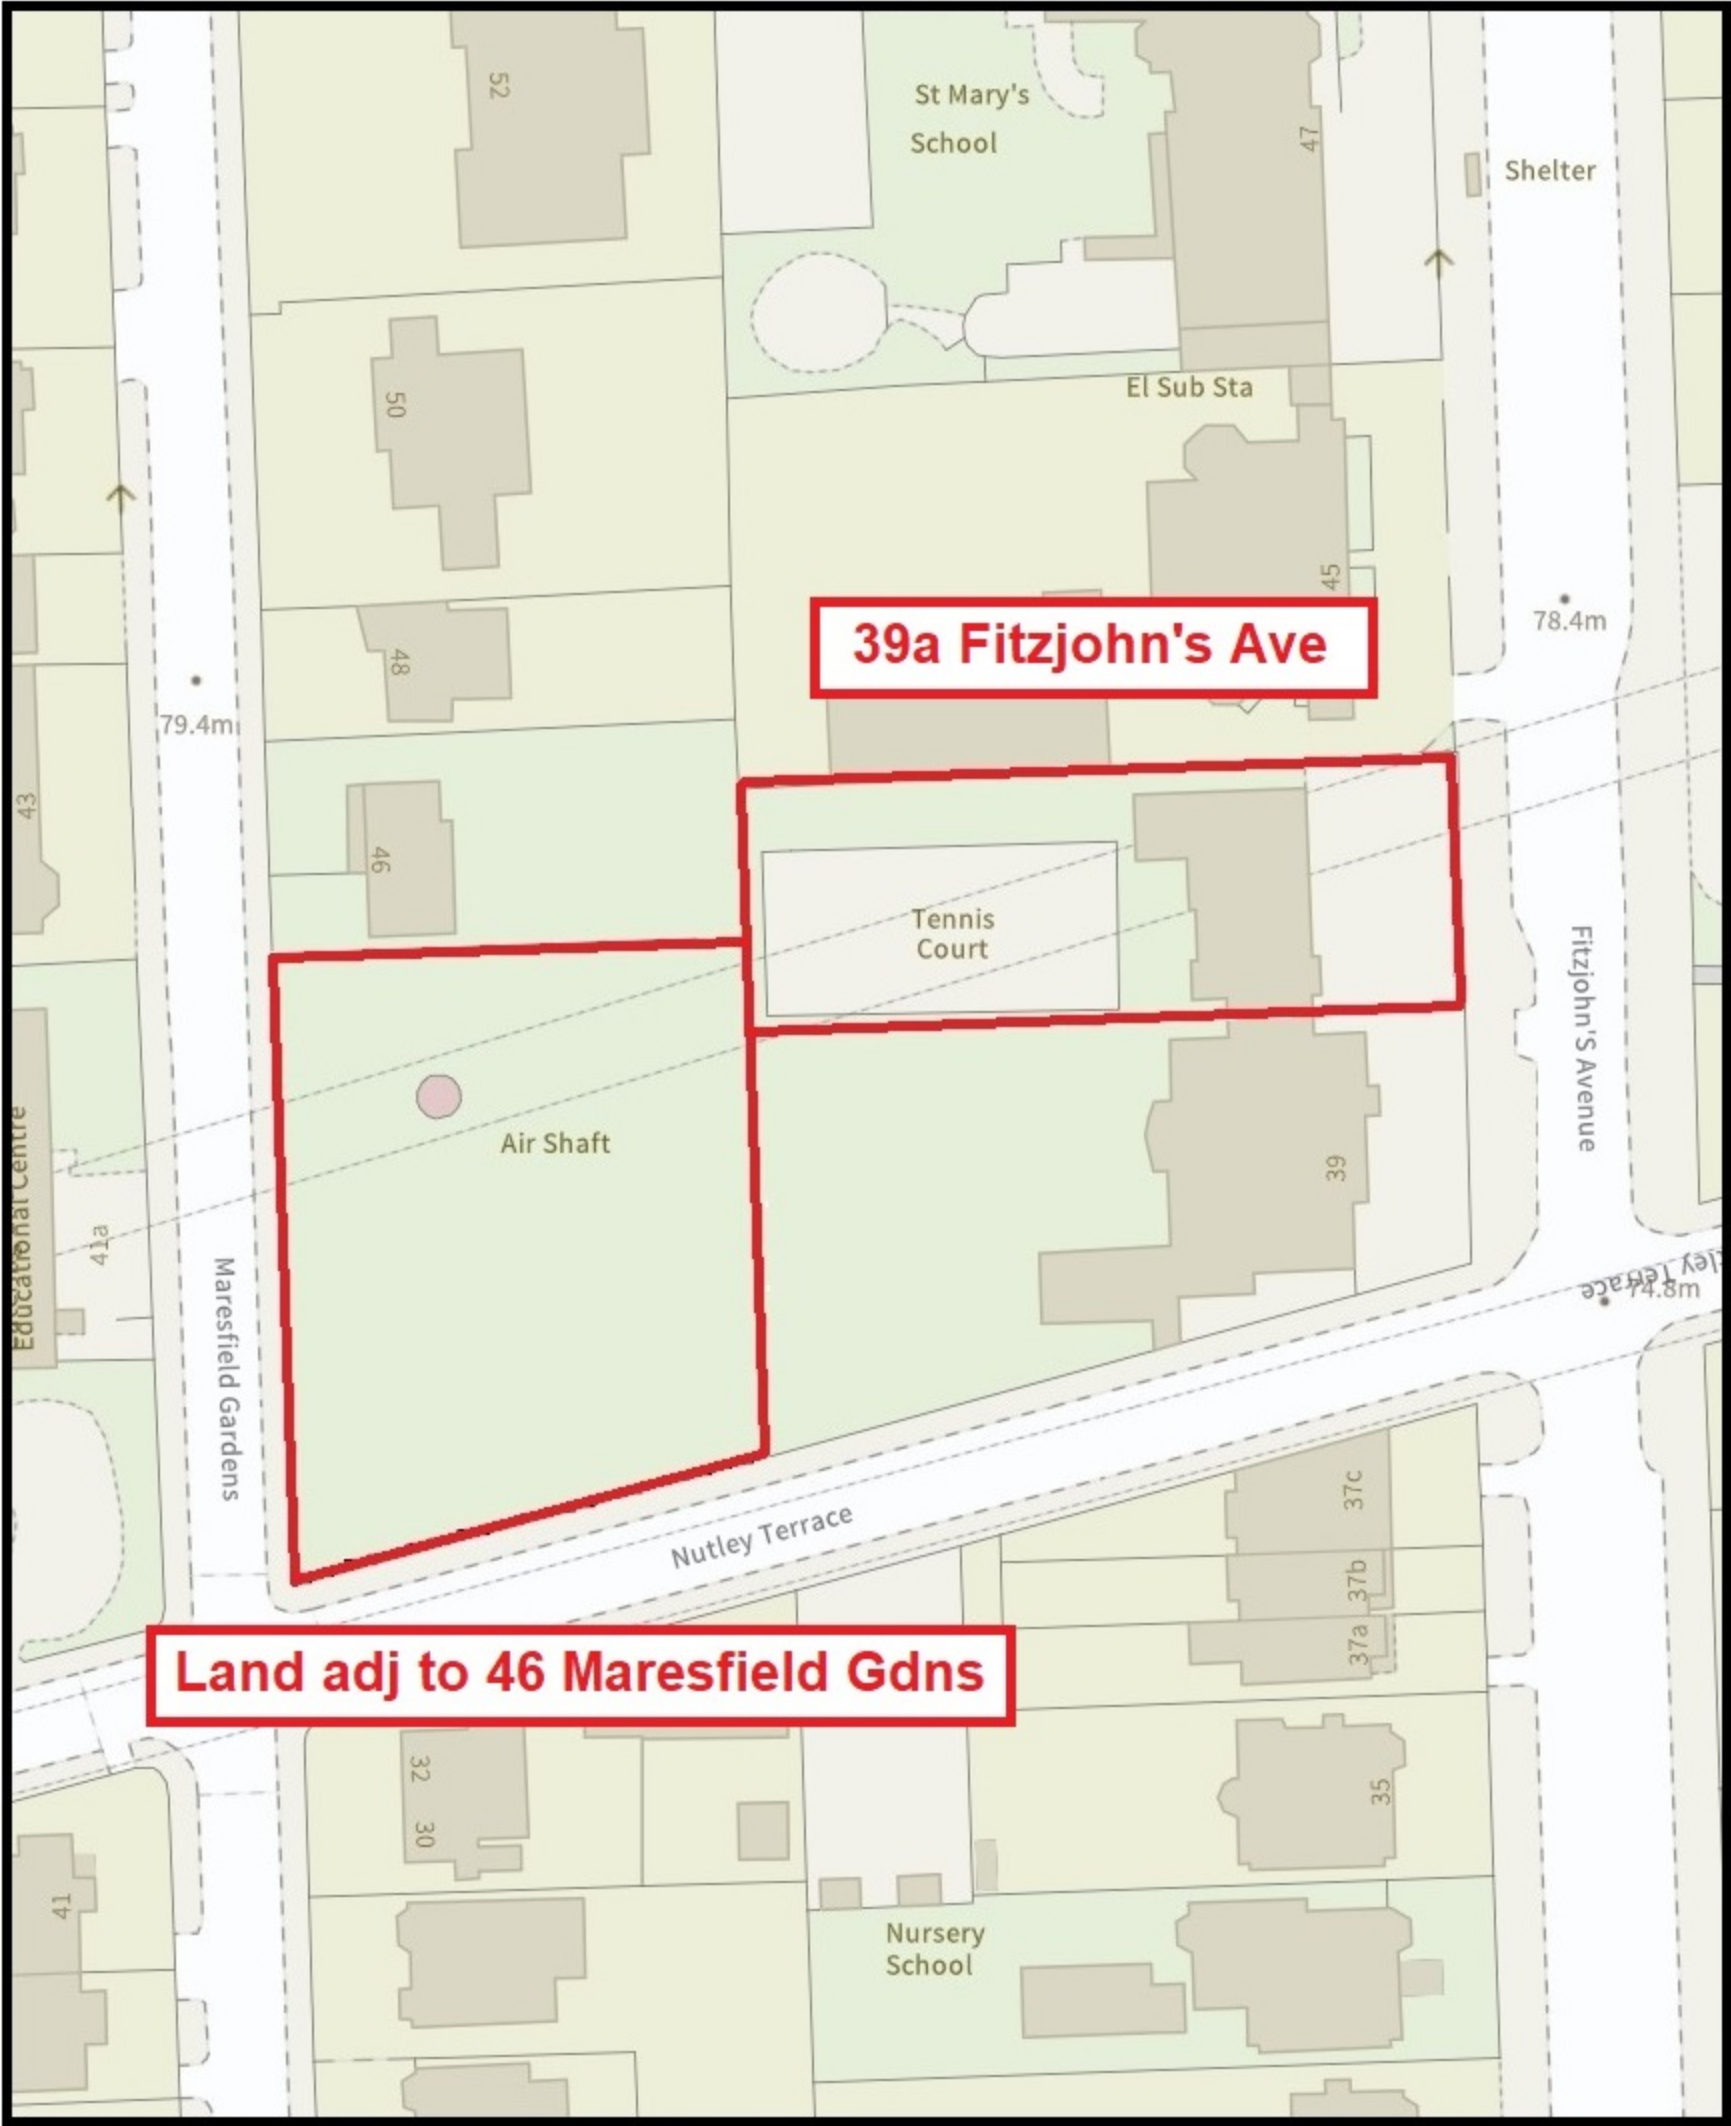 52
St Mary's
School
47
Shelter
El Sub Sta
50
45
78.4m
39a Fitzjohn's Ave
48
79.4m
43
46
Tennis
Court
Fitzjohn'S Avenue
Air Shaft
Educational Centre
41a
39
Maresfield Gardens
tley Terrace
74.8m
37c
Nutley Terrace
37b
37a
Land adj to 46 Maresfield Gdns
32
30
35
41
Nursery
School